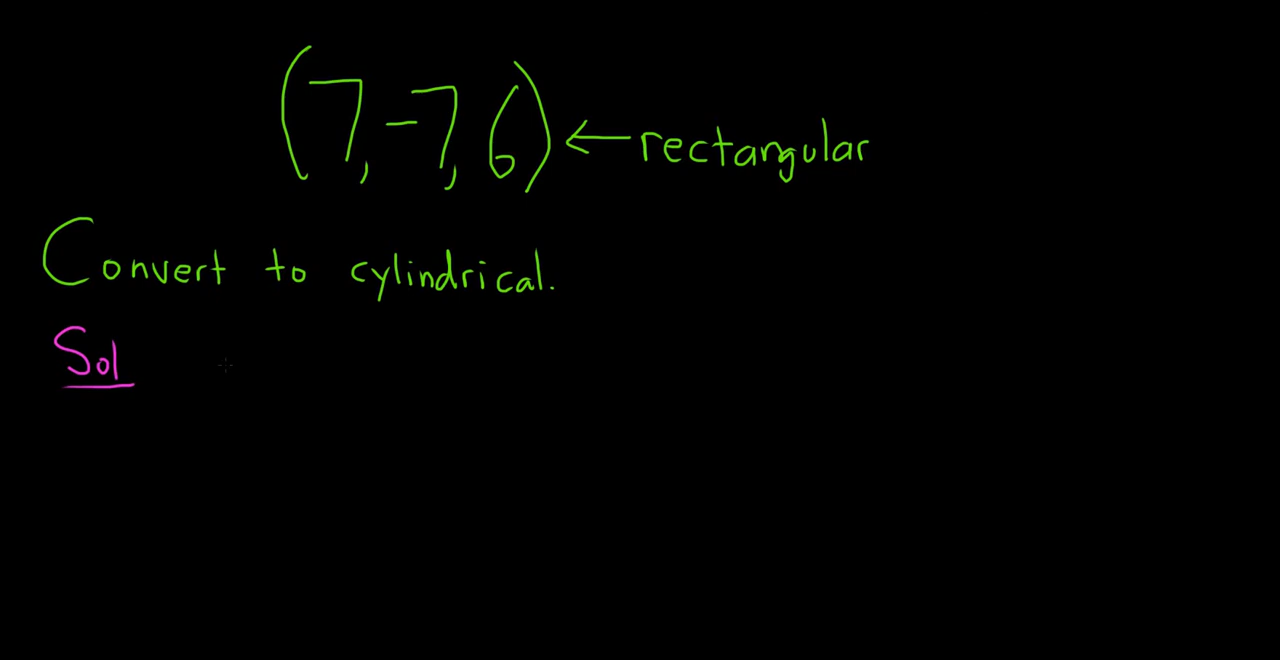 (7, -7, 6) ← rectangular
Convert to cylindrical.
Sol